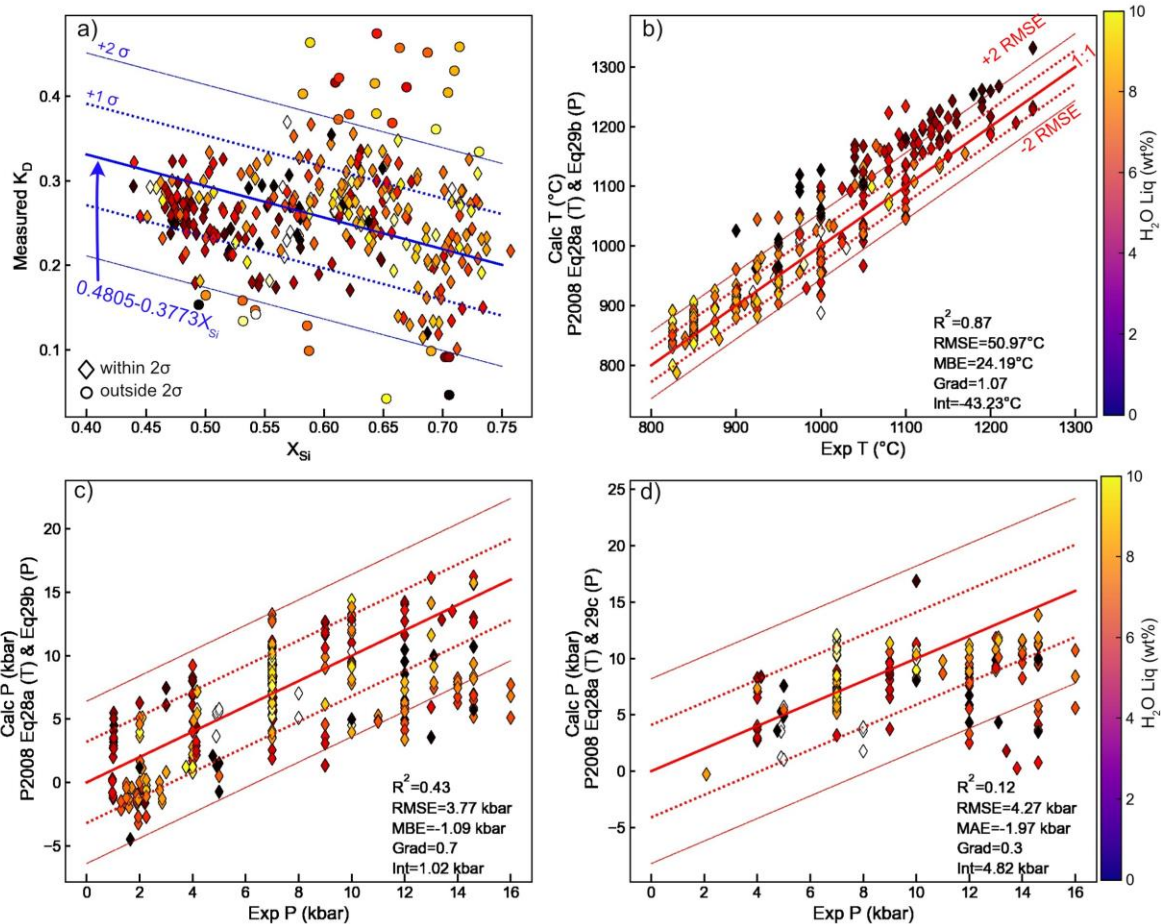 a)
+2 σ
+1 σ
0.4805-0.3773X_Si
within 2σ
outside 2σ
Measured K_D
0.4
0.3
0.2
0.1
0.40 0.45 0.50 0.55 0.60 0.65 0.70 0.75
X_Si
b)
+2 RMSE
1:1
-2 RMSE
R²=0.87
RMSE=50.97°C
MBE=24.19°C
Grad=1.07
Int=-43.23°C
Calc T (°C)
P2008 Eq28a (T) & Eq29b (P)
1300
1200
1100
1000
900
800
800 900 1000 1100 1200 1300
Exp T (°C)
10
8
6
4
2
0
H₂O Liq (wt%)
c)
R²=0.43
RMSE=3.77 kbar
MBE=-1.09 kbar
Grad=0.7
Int=1.02 kbar
Calc P (kbar)
P2008 Eq28a (T) & Eq29b (P)
20
15
10
5
0
−5
0 2 4 6 8 10 12 14 16
Exp P (kbar)
d)
R²=0.12
RMSE=4.27 kbar
MAE=-1.97 kbar
Grad=0.3
Int=4.82 kbar
Calc P (kbar)
P2008 Eq28a (T) & 29c (P)
25
20
15
10
5
0
−5
0 2 4 6 8 10 12 14 16
Exp P (kbar)
10
8
6
4
2
0
H₂O Liq (wt%)